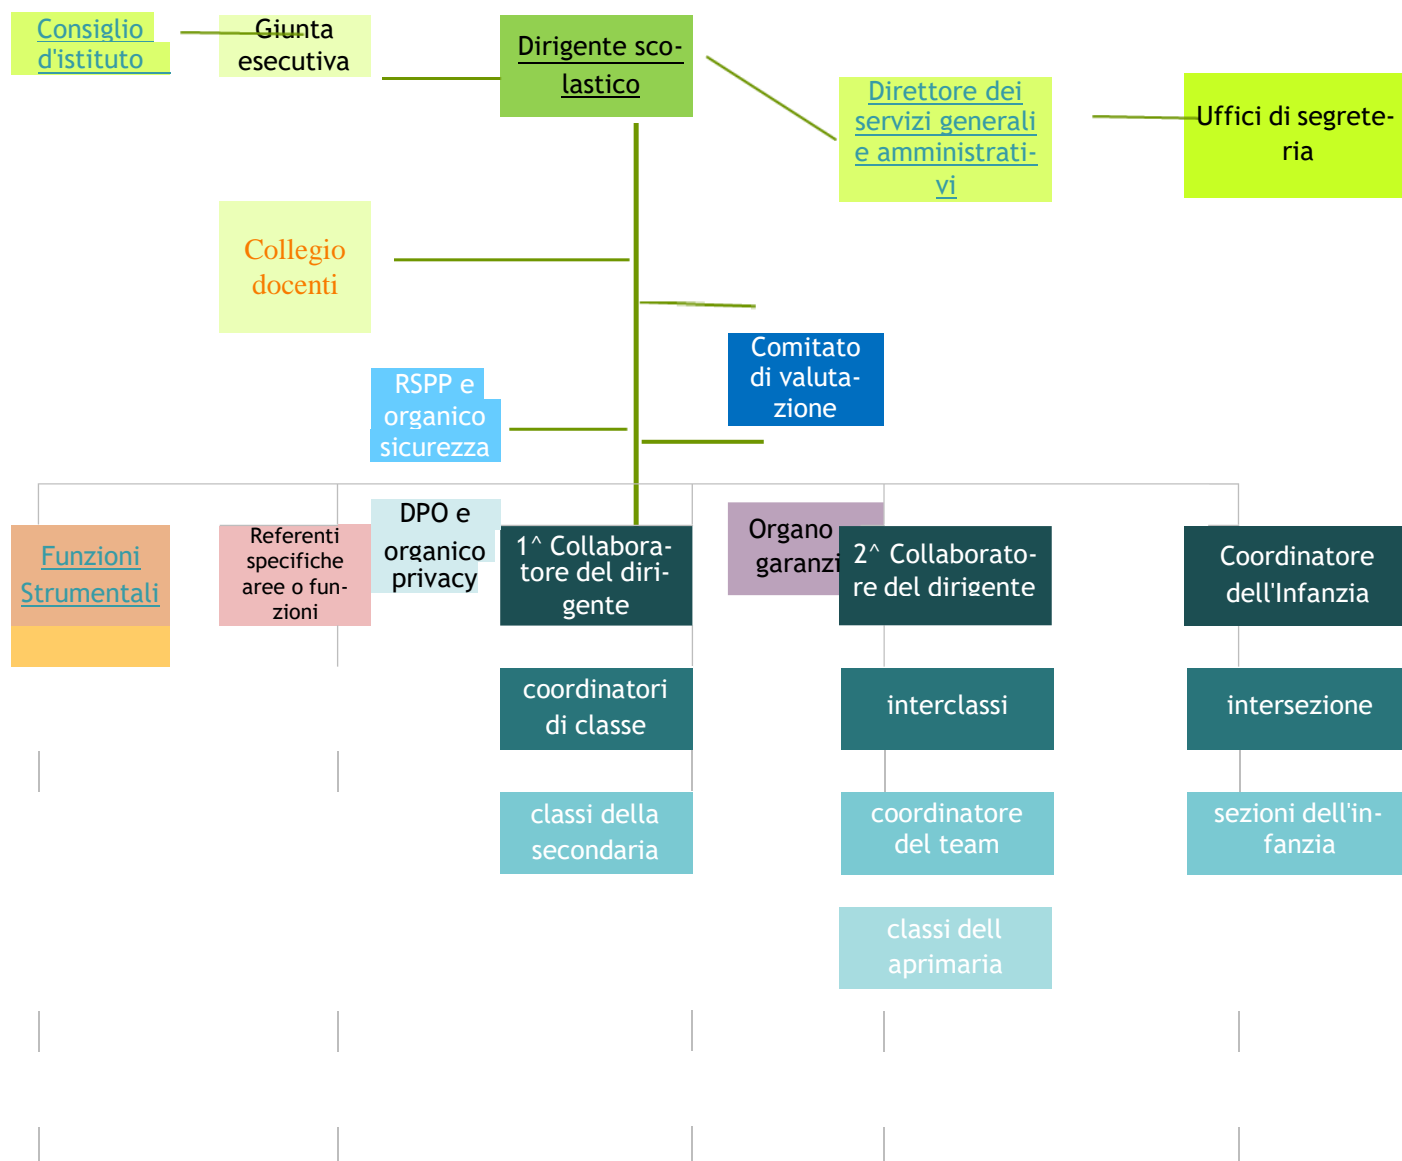 Consiglio
d'istituto
Giunta
esecutiva
Dirigente sco-
lastico
Direttore dei
servizi generali
e amministrati-
vi
Uffici di segrete-
ria
Collegio
docenti
Comitato
di valuta-
zione
RSPP e
organico
sicurezza
DPO e
organico
privacy
Organo
garanzi
Funzioni
Strumentali
Referenti
specifiche
aree o fun-
zioni
1^ Collabora-
tore del diri-
gente
2^ Collaborato-
re del dirigente
Coordinatore
dell'Infanzia
coordinatori
di classe
interclassi
intersezione
classi della
secondaria
coordinatore
del team
sezioni dell'in-
fanzia
classi dell
aprimaria